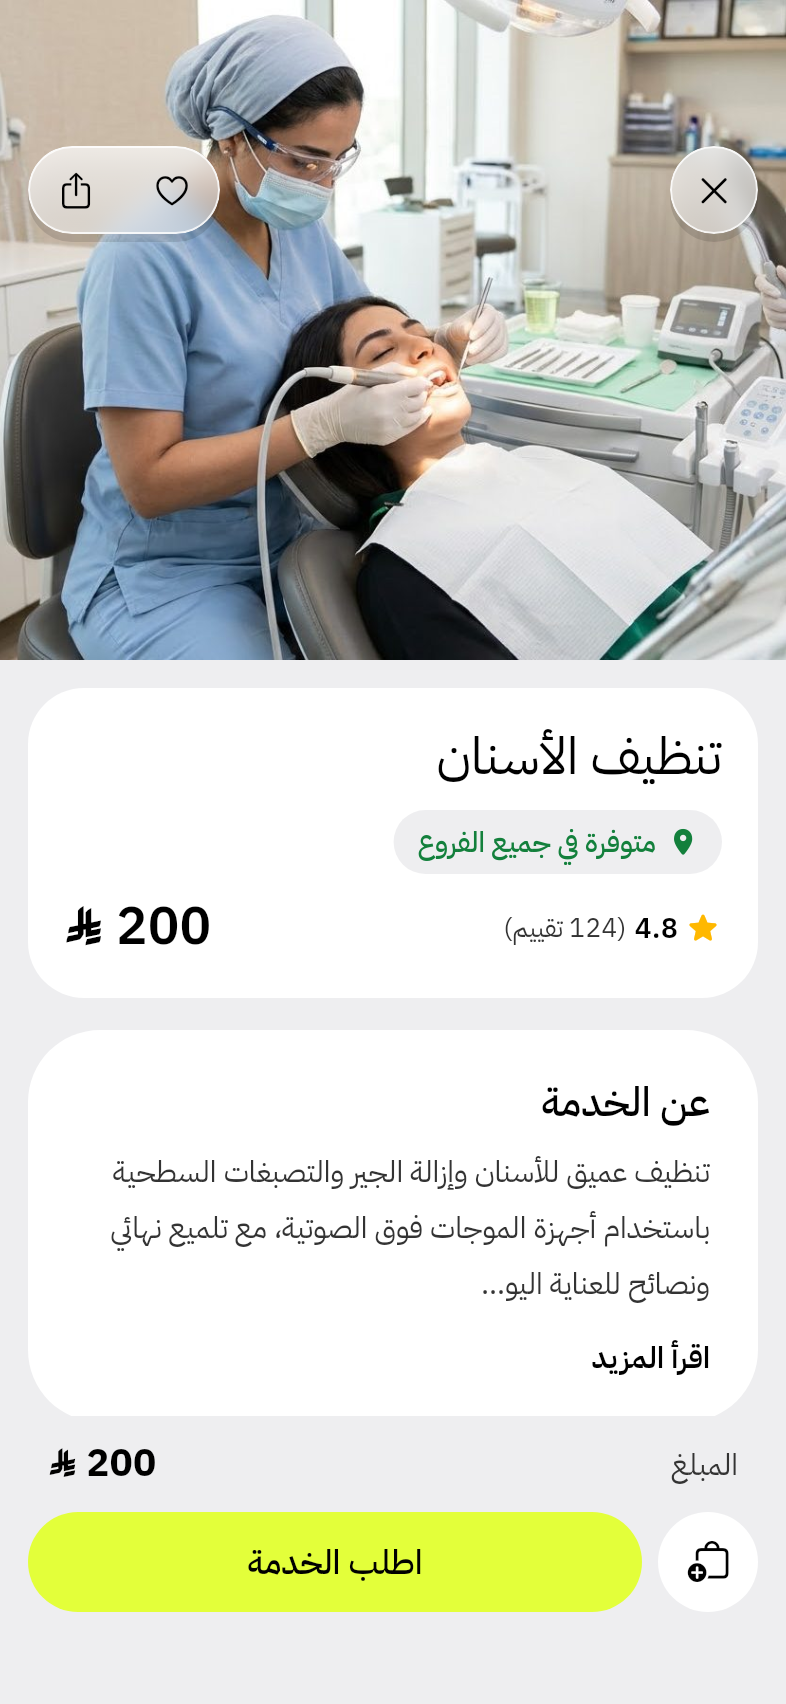 تنظيف الأسنان
متوفرة في جميع الفروع
4.8 (124 تقييم)
200 ⃁
عن الخدمة
تنظيف عميق للأسنان وإزالة الجير والتصبغات السطحية
باستخدام أجهزة الموجات فوق الصوتية، مع تلميع نهائي
ونصائح للعناية اليو...
اقرأ المزيد
المبلغ
200 ⃁
اطلب الخدمة